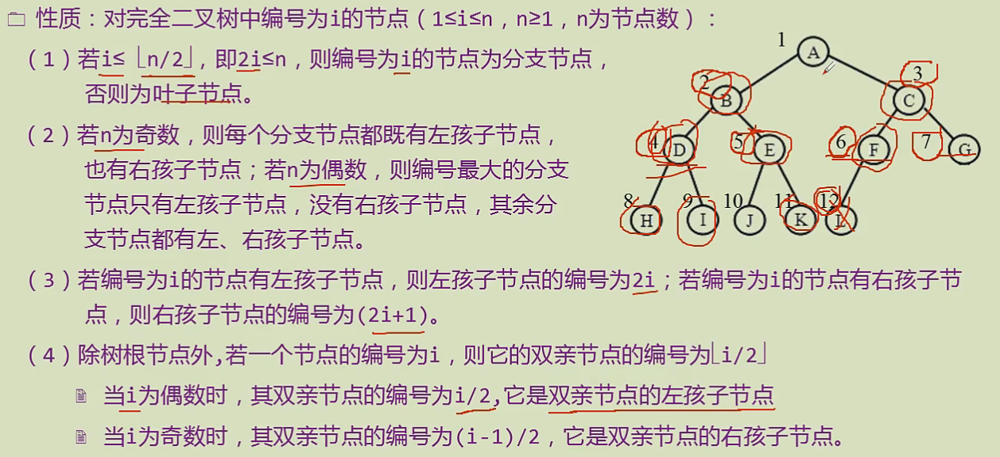 性质：对完全二叉树中编号为i的节点（1≤i≤n，n≥1，n为节点数）：
（1）若i≤ ⌊n/2⌋，即2i≤n，则编号为i的节点为分支节点，
否则为叶子节点。
（2）若n为奇数，则每个分支节点都既有左孩子节点，
也有右孩子节点；若n为偶数，则编号最大的分支
节点只有左孩子节点，没有右孩子节点，其余分
支节点都有左、右孩子节点。
（3）若编号为i的节点有左孩子节点，则左孩子节点的编号为2i；若编号为i的节点有右孩子节
点，则右孩子节点的编号为(2i+1)。
（4）除树根节点外,若一个节点的编号为i，则它的双亲节点的编号为⌊i/2⌋
当i为偶数时，其双亲节点的编号为i/2,它是双亲节点的左孩子节点
当i为奇数时，其双亲节点的编号为(i-1)/2，它是双亲节点的右孩子节点。
1 A
2 B 3 C
4 D 5 E 6 F 7 G
8 H 9 I 10 J 11 K 12 L